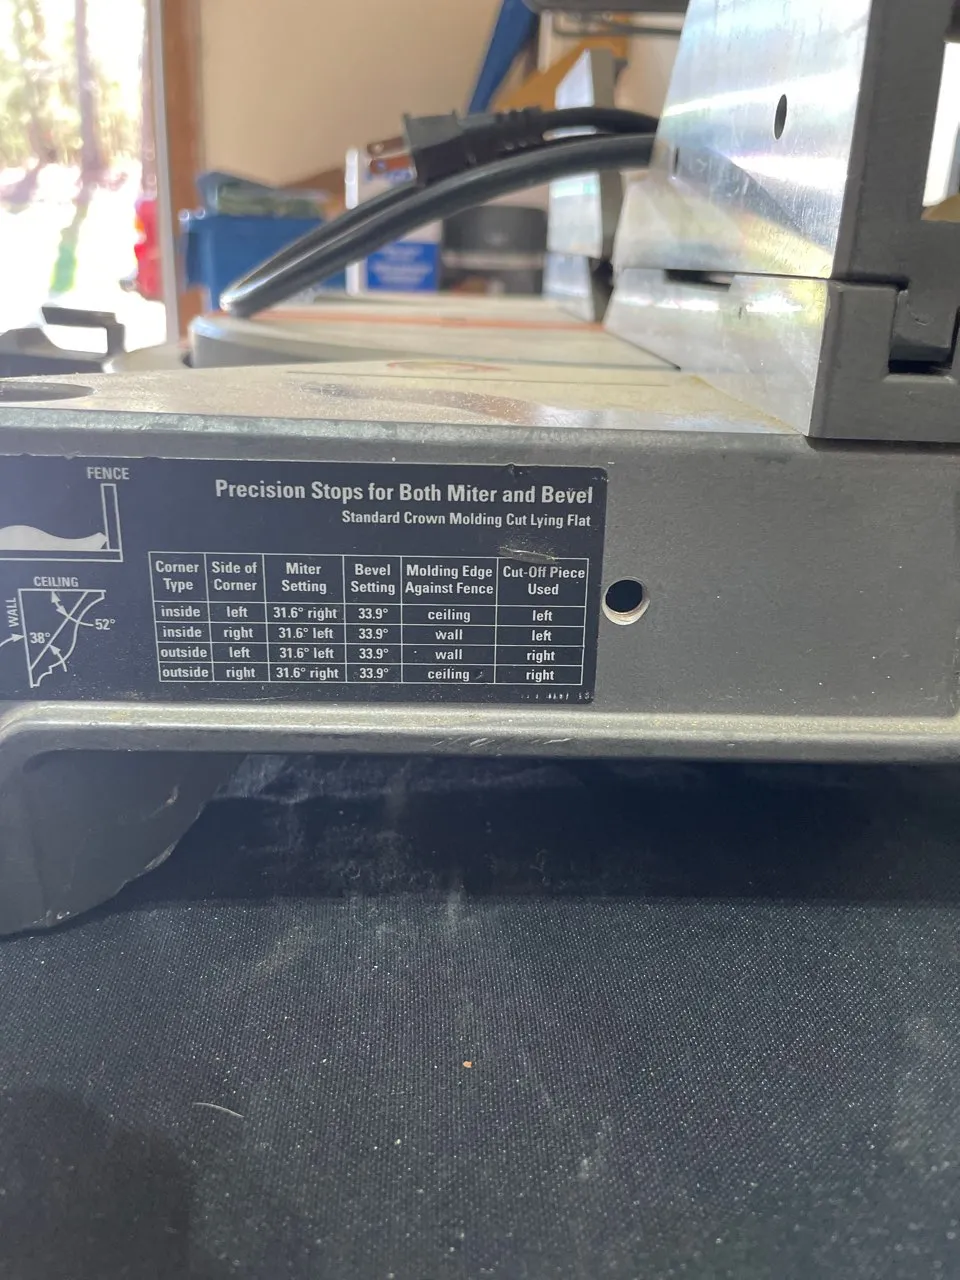 FENCE
Precision Stops for Both Miter and Bevel
Standard Crown Molding Cut Lying Flat
CEILING
WALL
52°
38°
Corner Type Side of Corner Miter Setting Bevel Setting Molding Edge Against Fence Cut-Off Piece Used
inside left 31.6° right 33.9° ceiling left
inside right 31.6° left 33.9° wall left
outside left 31.6° left 33.9° wall right
outside right 31.6° right 33.9° ceiling right